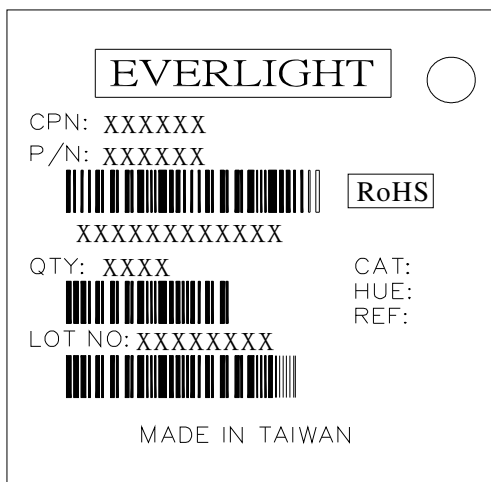 EVERLIGHT
CPN: XXXXXX
P/N: XXXXXX
RoHS
XXXXXXXXXXXX
QTY: XXXX
CAT:
HUE:
REF:
LOT NO: XXXXXXXX
MADE IN TAIWAN